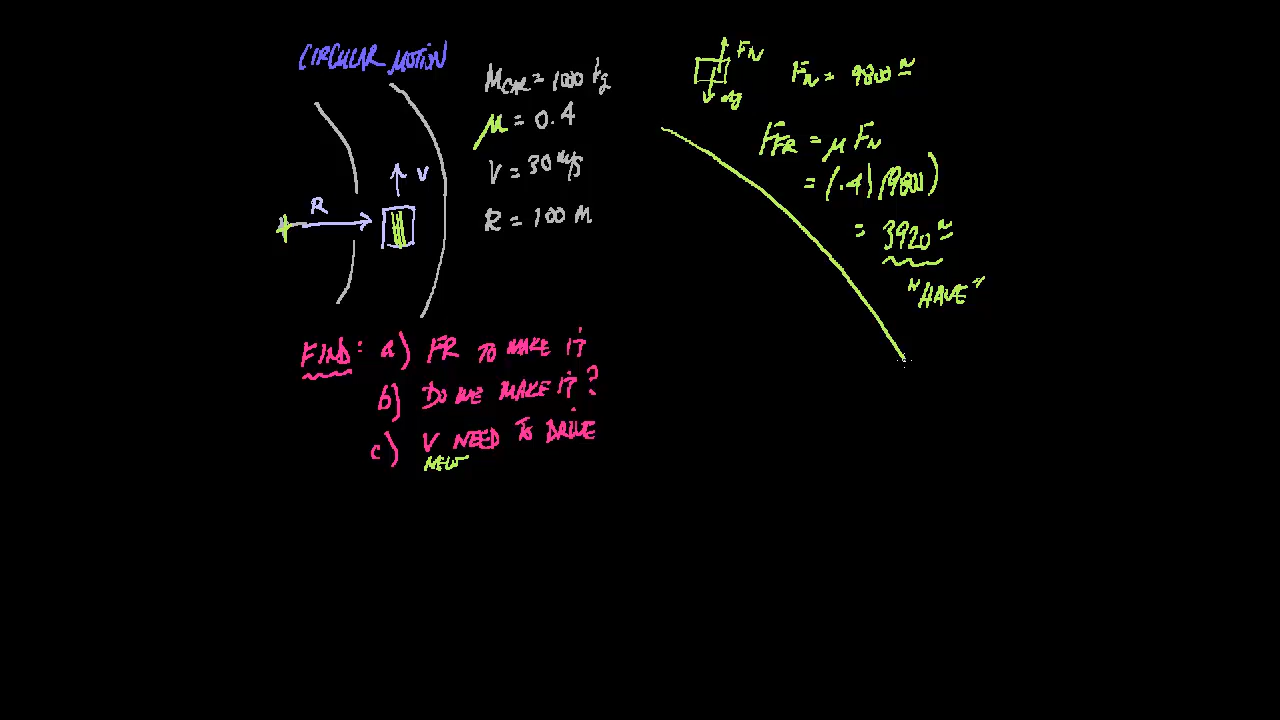 CIRCULAR MOTION
MCAR = 1000 kg
μ = 0.4
V = 30 m/s
R = 100 M
R
V
FIND: a) FR TO MAKE IT
b) DO WE MAKE IT?
c) V NEED TO DRIVE
NEW
FN
mg
FN = 9800 N
FFR = μ FN
= (.4)(9800)
= 3920 N
"HAVE"